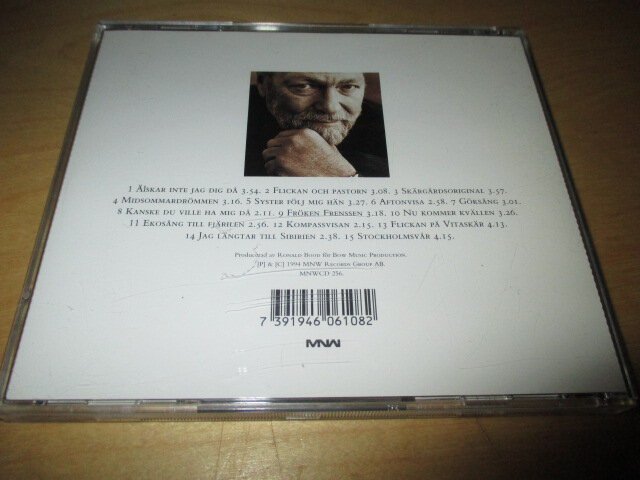 1 Älskar inte jag dig då 3.54. 2 Flickan och pastorn 3.08. 3 Skärgårdsoriginal 3.57.
4 Midsommardrömmen 3.16. 5 Syster följ mig hän 3.27. 6 Aftonvisa 2.58. 7 Göksång 3.01.
8 Kanske du ville ha mig då 2.11. 9 Fröken Frenssen 3.18. 10 Nu kommer kvällen 3.26.
11 Ekosång till fjärilen 2.56. 12 Kompassvisan 2.15. 13 Flickan på Vitaskär 4.13.
14 Jag längtar till Sibirien 2.38. 15 Stockholmsvår 4.15.
Producerad av Ronald Bood för Bow Music Production.
[P] & [C] 1994 MNW Records Group AB.
MNWCD 256.
7 391946 061082
MNW